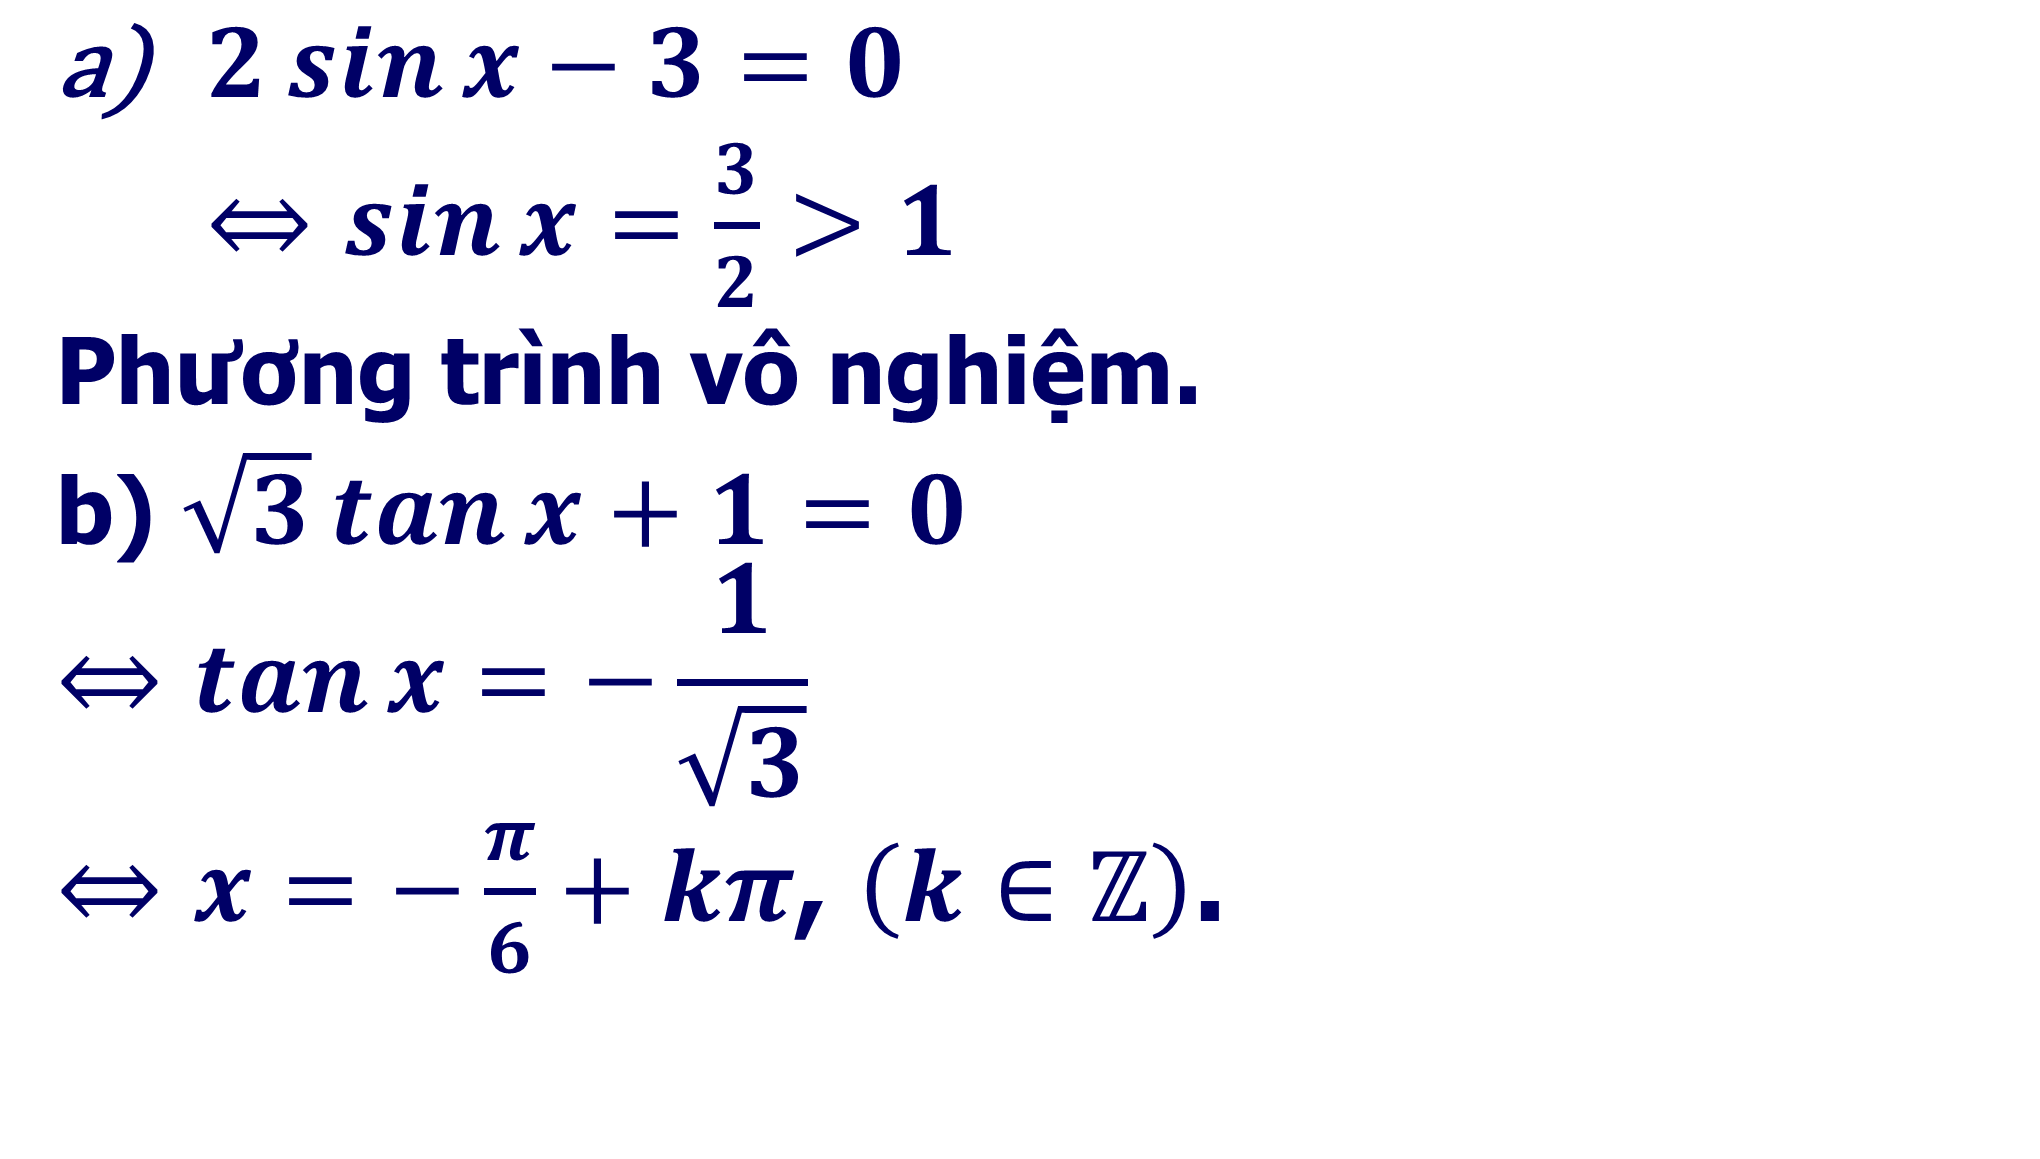 a) 2 sin x − 3 = 0
⇔ sin x = 3/2 > 1
Phương trình vô nghiệm.
b) √3 tan x + 1 = 0
⇔ tan x = − 1/√3
⇔ x = − π/6 + kπ, (k ∈ ℤ).